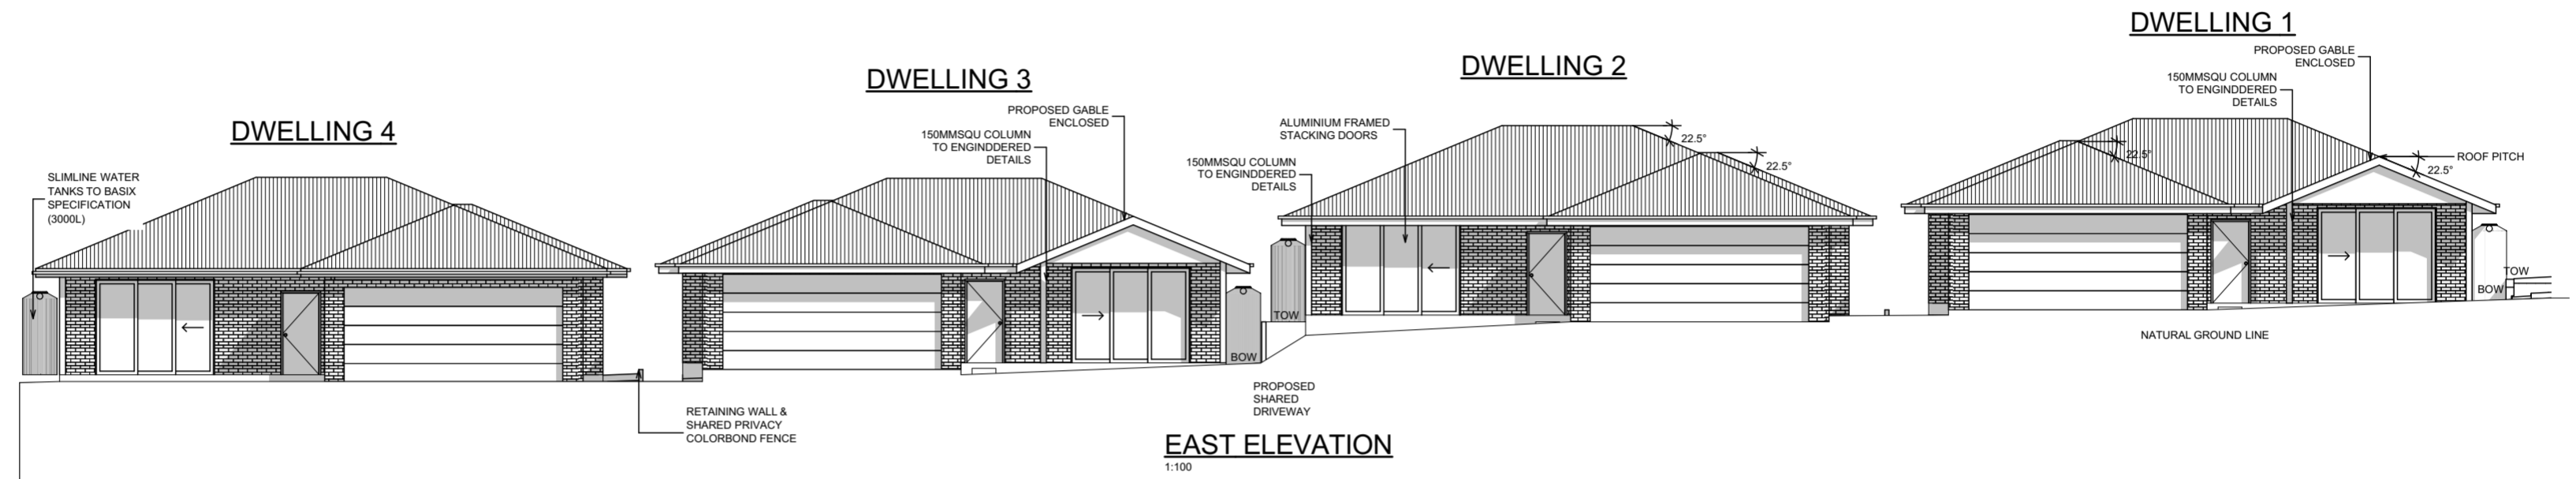 DWELLING 4
SLIMLINE WATER
TANKS TO BASIX
SPECIFICATION
(3000L)
RETAINING WALL &
SHARED PRIVACY
COLORBOND FENCE
DWELLING 3
PROPOSED GABLE
ENCLOSED
150MMSQU COLUMN
TO ENGINDDERED
DETAILS
BOW
DWELLING 2
ALUMINIUM FRAMED
STACKING DOORS
150MMSQU COLUMN
TO ENGINDDERED
DETAILS
22.5°
22.5°
TOW
PROPOSED
SHARED
DRIVEWAY
DWELLING 1
PROPOSED GABLE
ENCLOSED
150MMSQU COLUMN
TO ENGINDDERED
DETAILS
22.5°
ROOF PITCH
22.5°
TOW
BOW
NATURAL GROUND LINE
EAST ELEVATION
1:100